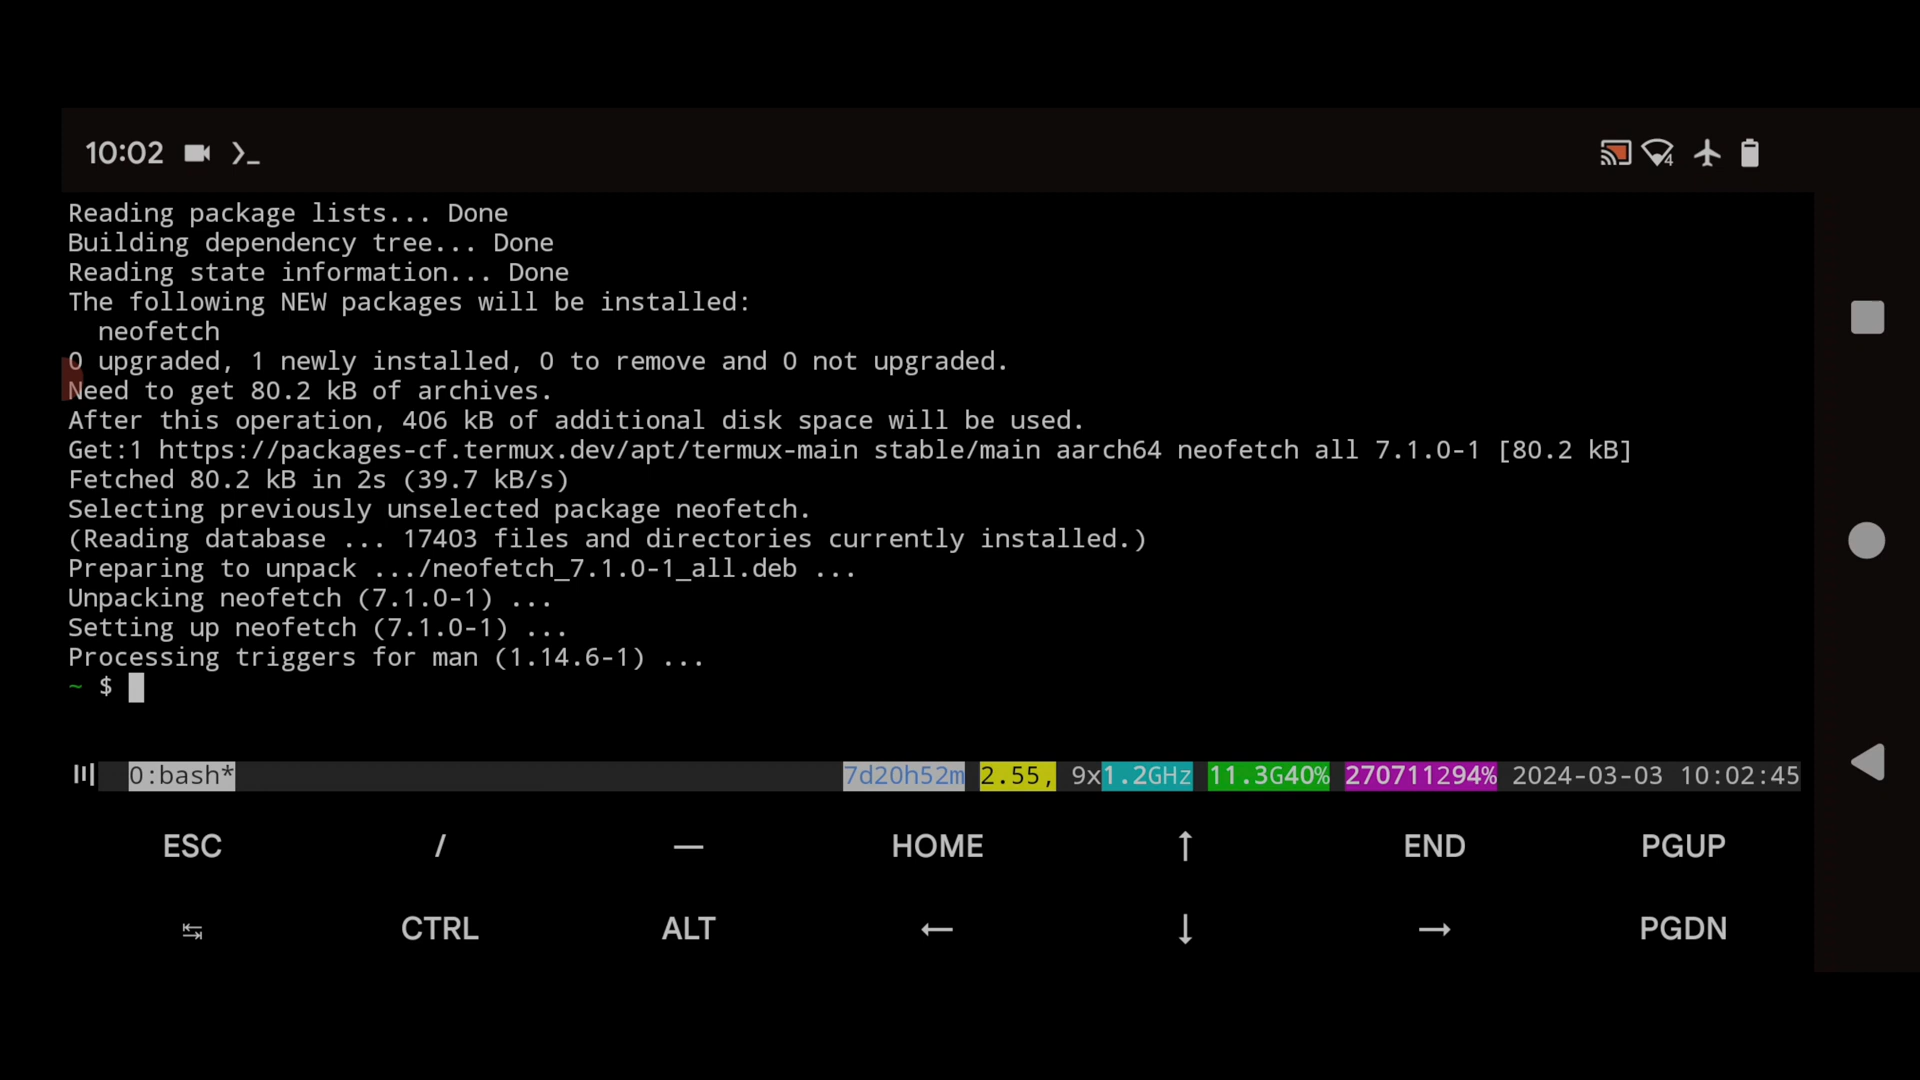 10:02
4
Reading package lists... Done
Building dependency tree... Done
Reading state information... Done
The following NEW packages will be installed:
  neofetch
0 upgraded, 1 newly installed, 0 to remove and 0 not upgraded.
Need to get 80.2 kB of archives.
After this operation, 406 kB of additional disk space will be used.
Get:1 https://packages-cf.termux.dev/apt/termux-main stable/main aarch64 neofetch all 7.1.0-1 [80.2 kB]
Fetched 80.2 kB in 2s (39.7 kB/s)
Selecting previously unselected package neofetch.
(Reading database ... 17403 files and directories currently installed.)
Preparing to unpack .../neofetch_7.1.0-1_all.deb ...
Unpacking neofetch (7.1.0-1) ...
Setting up neofetch (7.1.0-1) ...
Processing triggers for man (1.14.6-1) ...
~ $
0:bash* 7d20h52m 2.55, 9x1.2GHz 11.3G40% 270711294% 2024-03-03 10:02:45
ESC / — HOME ↑ END PGUP
↹ CTRL ALT ← ↓ → PGDN